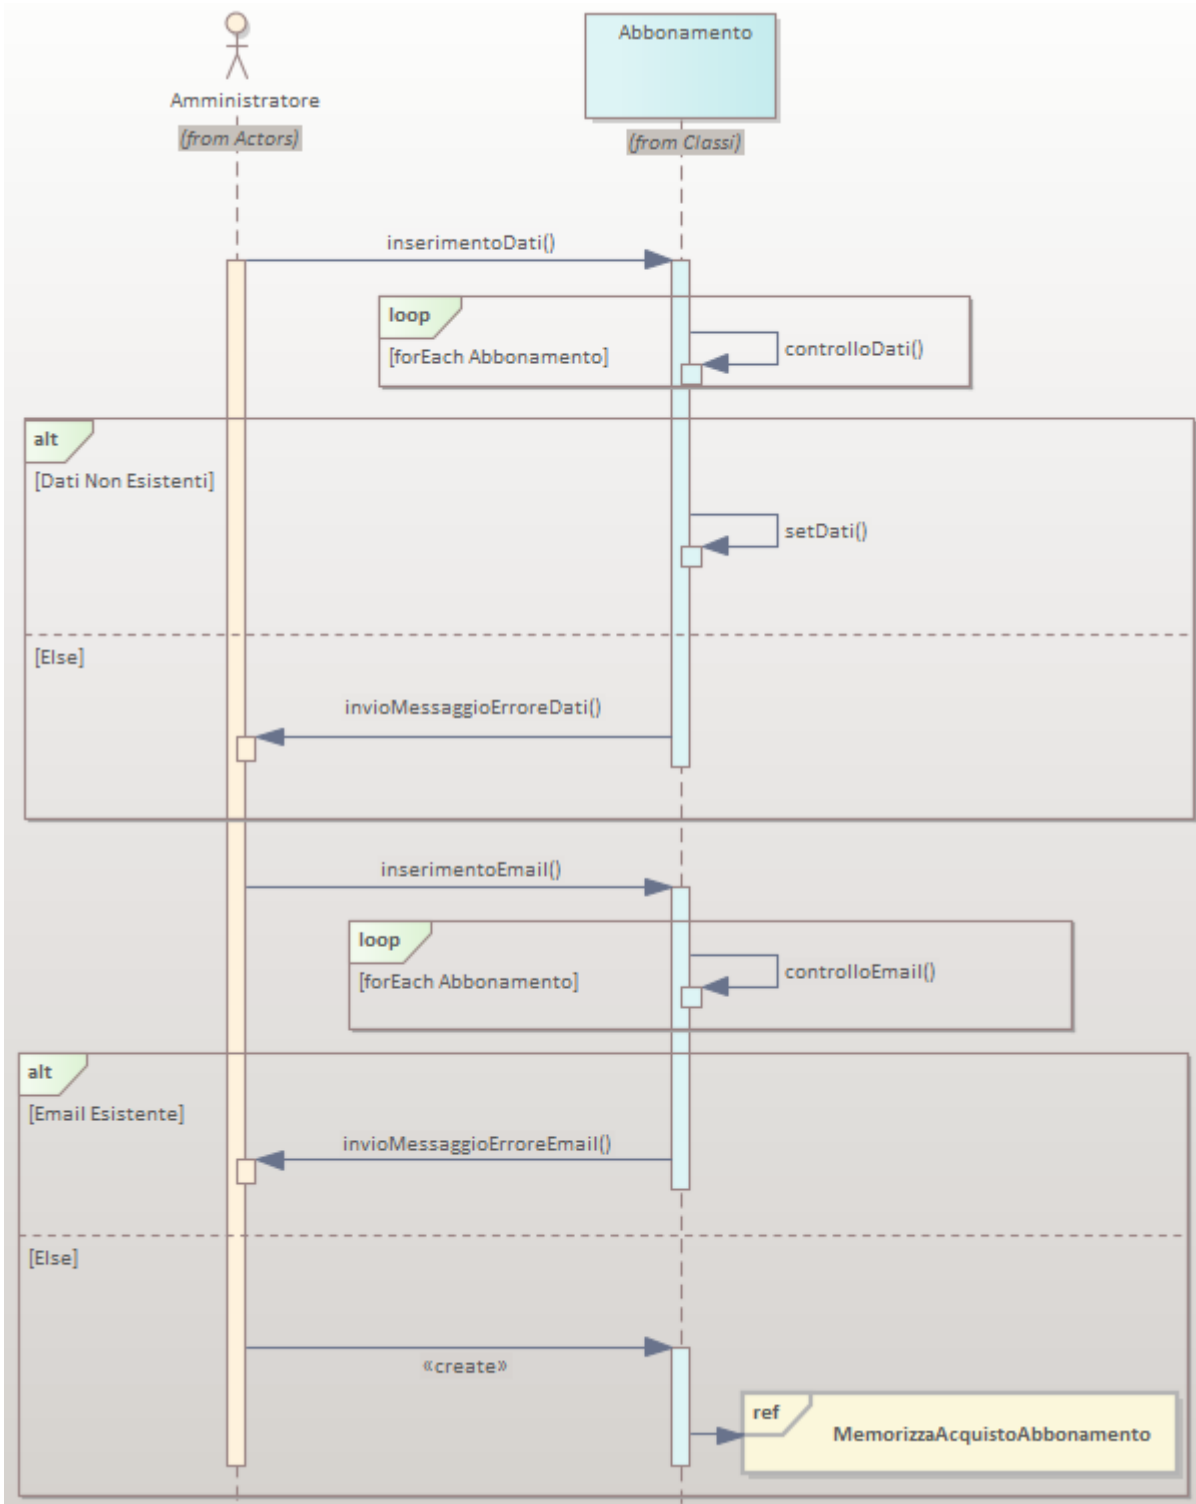 Abbonamento
Amministratore
(from Actors)
(from Classi)
inserimentoDati()
loop
[forEach Abbonamento]
controlloDati()
alt
[Dati Non Esistenti]
setDati()
[Else]
invioMessaggioErroreDati()
inserimentoEmail()
loop
[forEach Abbonamento]
controlloEmail()
alt
[Email Esistente]
invioMessaggioErroreEmail()
[Else]
«create»
ref
MemorizzaAcquistoAbbonamento